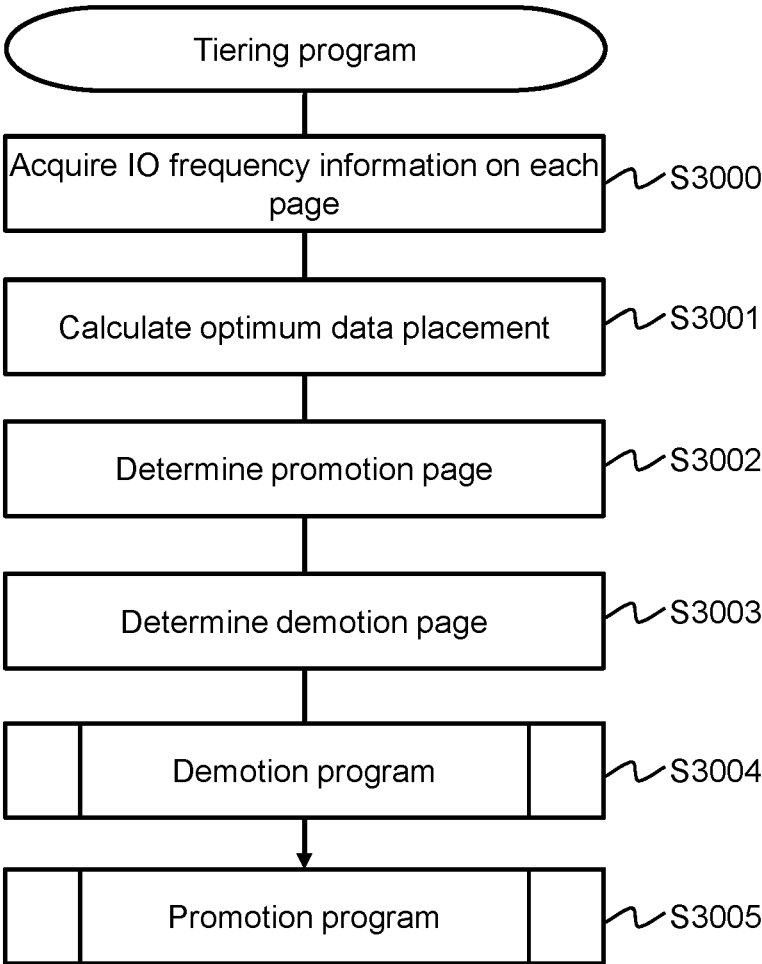 Tiering program
Acquire IO frequency information on each
page
S3000
Calculate optimum data placement
S3001
Determine promotion page
S3002
Determine demotion page
S3003
Demotion program
S3004
Promotion program
S3005